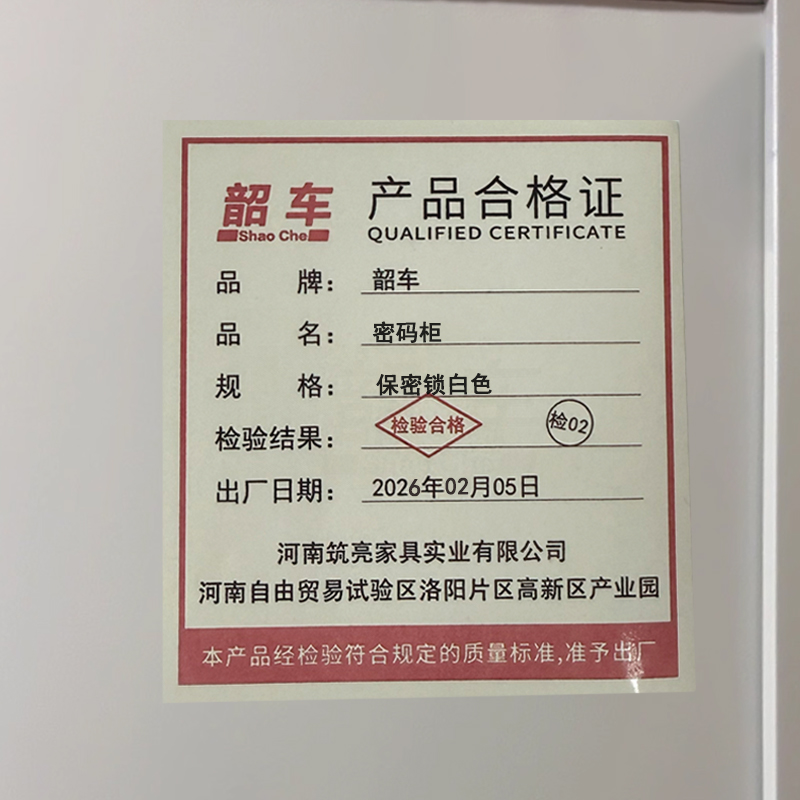 韶车 产品合格证
Shao Che QUALIFIED CERTIFICATE
品 牌： 韶车
品 名： 密码柜
规 格： 保密锁白色
检验结果： 检验合格 检02
出厂日期： 2026年02月05日
河南筑亮家具实业有限公司
河南自由贸易试验区洛阳片区高新区产业园
本产品经检验符合规定的质量标准,准予出厂